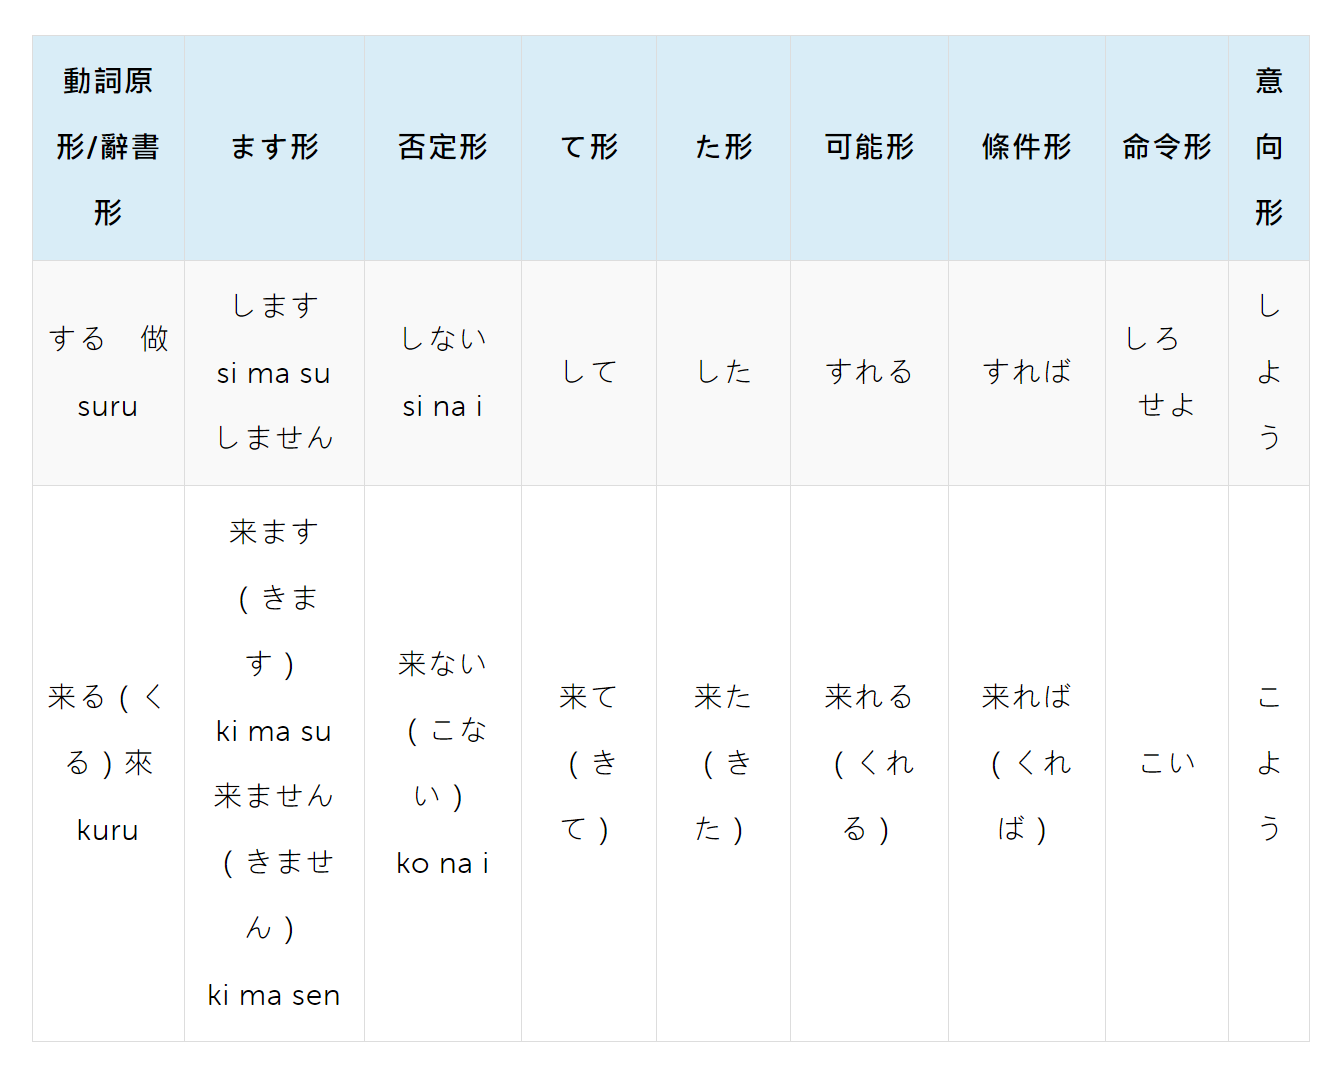 動詞原
形/辭書
形
ます形
否定形
て形
た形
可能形
條件形
命令形
意
向
形
する　做
suru
します
si ma su
しません
しない
si na i
して
した
すれる
すれば
しろ
せよ
し
よ
う
来る（く
る）來
kuru
来ます
（きま
す）
ki ma su
来ません
（きませ
ん）
ki ma sen
来ない
（こな
い）
ko na i
来て
（き
て）
来た
（き
た）
来れる
（くれ
る）
来れば
（くれ
ば）
こい
こ
よ
う